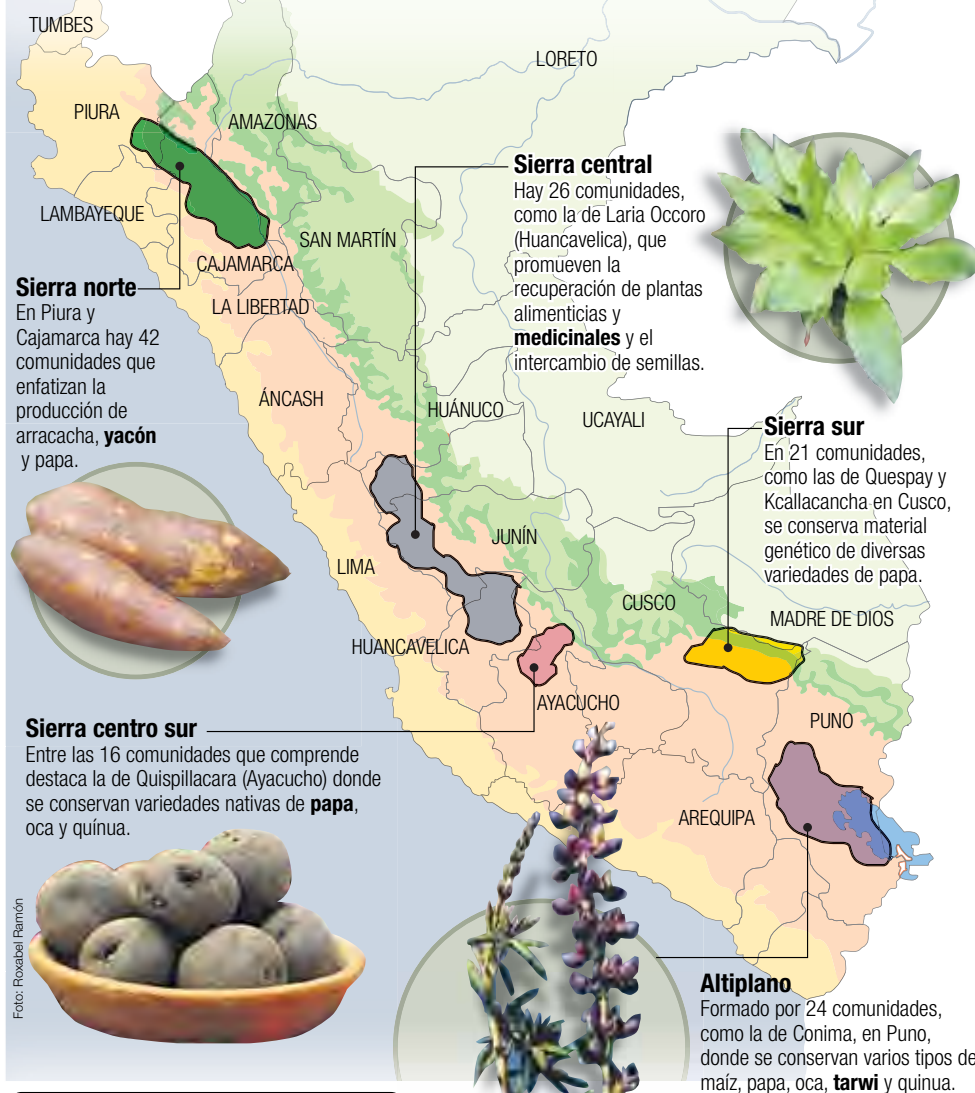 TUMBES
LORETO
PIURA
AMAZONAS
LAMBAYEQUE
SAN MARTÍN
CAJAMARCA
LA LIBERTAD
ÁNCASH
HUÁNUCO
UCAYALI
JUNÍN
LIMA
CUSCO
MADRE DE DIOS
HUANCAVELICA
AYACUCHO
PUNO
AREQUIPA
Sierra norte
En Piura y
Cajamarca hay 42
comunidades que
enfatizan la
producción de
arracacha, yacón
y papa.
Sierra central
Hay 26 comunidades,
como la de Laria Occoro
(Huancavelica), que
promueven la
recuperación de plantas
alimenticias y
medicinales y el
intercambio de semillas.
Sierra sur
En 21 comunidades,
como las de Quespay y
Kcallacancha en Cusco,
se conserva material
genético de diversas
variedades de papa.
Sierra centro sur
Entre las 16 comunidades que comprende
destaca la de Quispillacara (Ayacucho) donde
se conservan variedades nativas de papa,
oca y quínua.
Foto: Roxabel Ramón
Altiplano
Formado por 24 comunidades,
como la de Conima, en Puno,
donde se conservan varios tipos de
maíz, papa, oca, tarwi y quinua.